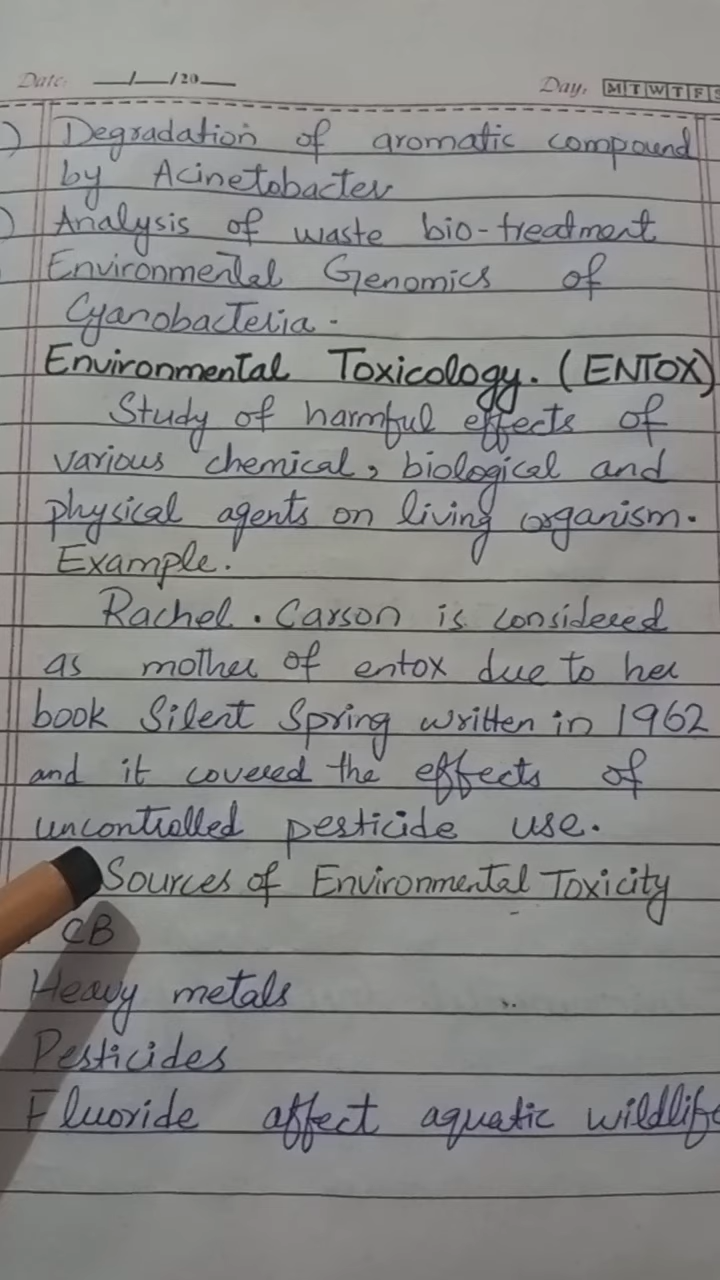 Date: __/__/20__ Day: M T W T F S
) Degradation of aromatic compound
by Acinetobacter
) Analysis of waste bio-treatment
Environmental Genomics of
Cyanobacteria.
Environmental Toxicology. (ENTOX)
Study of harmful effects of
various chemical, biological and
physical agents on living organism.
Example.
Rachel. Carson is considered
as mother of entox due to her
book Silent Spring written in 1962
and it covered the effects of
uncontrolled pesticide use.
Sources of Environmental Toxicity
CB
Heavy metals
Pesticides
Fluoride affect aquatic wildlife